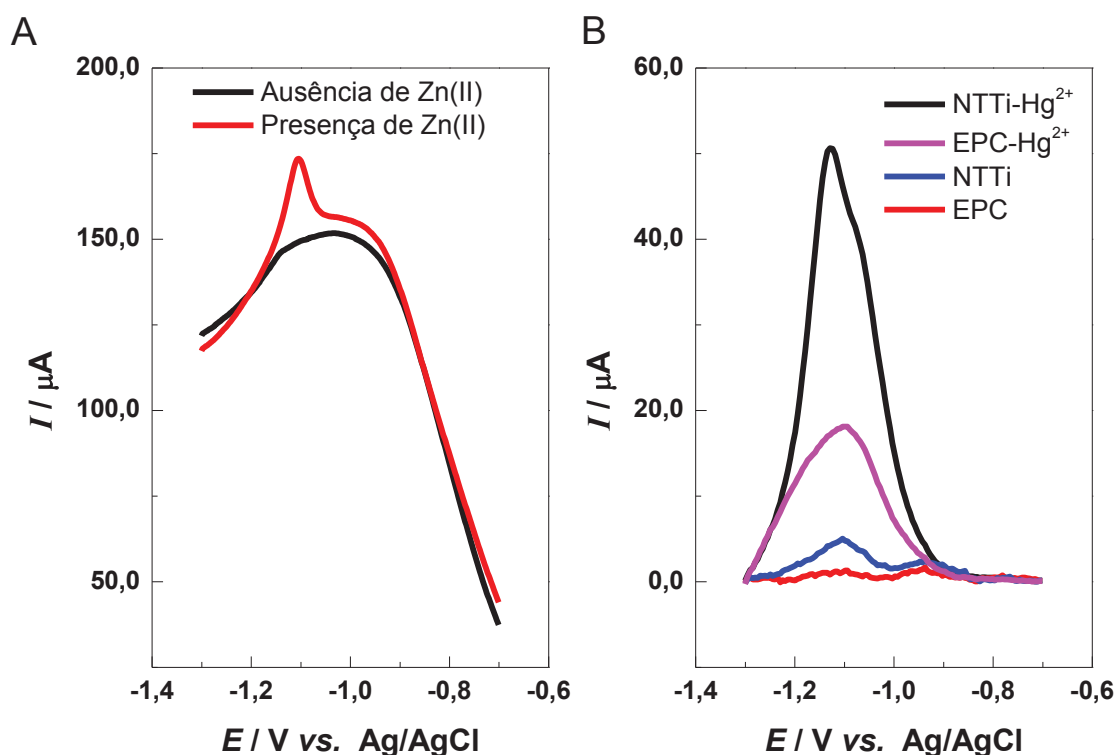 A
200,0
150,0
100,0
50,0
I / μA
Ausência de Zn(II)
Presença de Zn(II)
-1,4
-1,2
-1,0
-0,8
-0,6
E / V vs. Ag/AgCl
B
60,0
40,0
20,0
0,0
I / μA
NTTi-Hg²⁺
EPC-Hg²⁺
NTTi
EPC
-1,4
-1,2
-1,0
-0,8
-0,6
E / V vs. Ag/AgCl